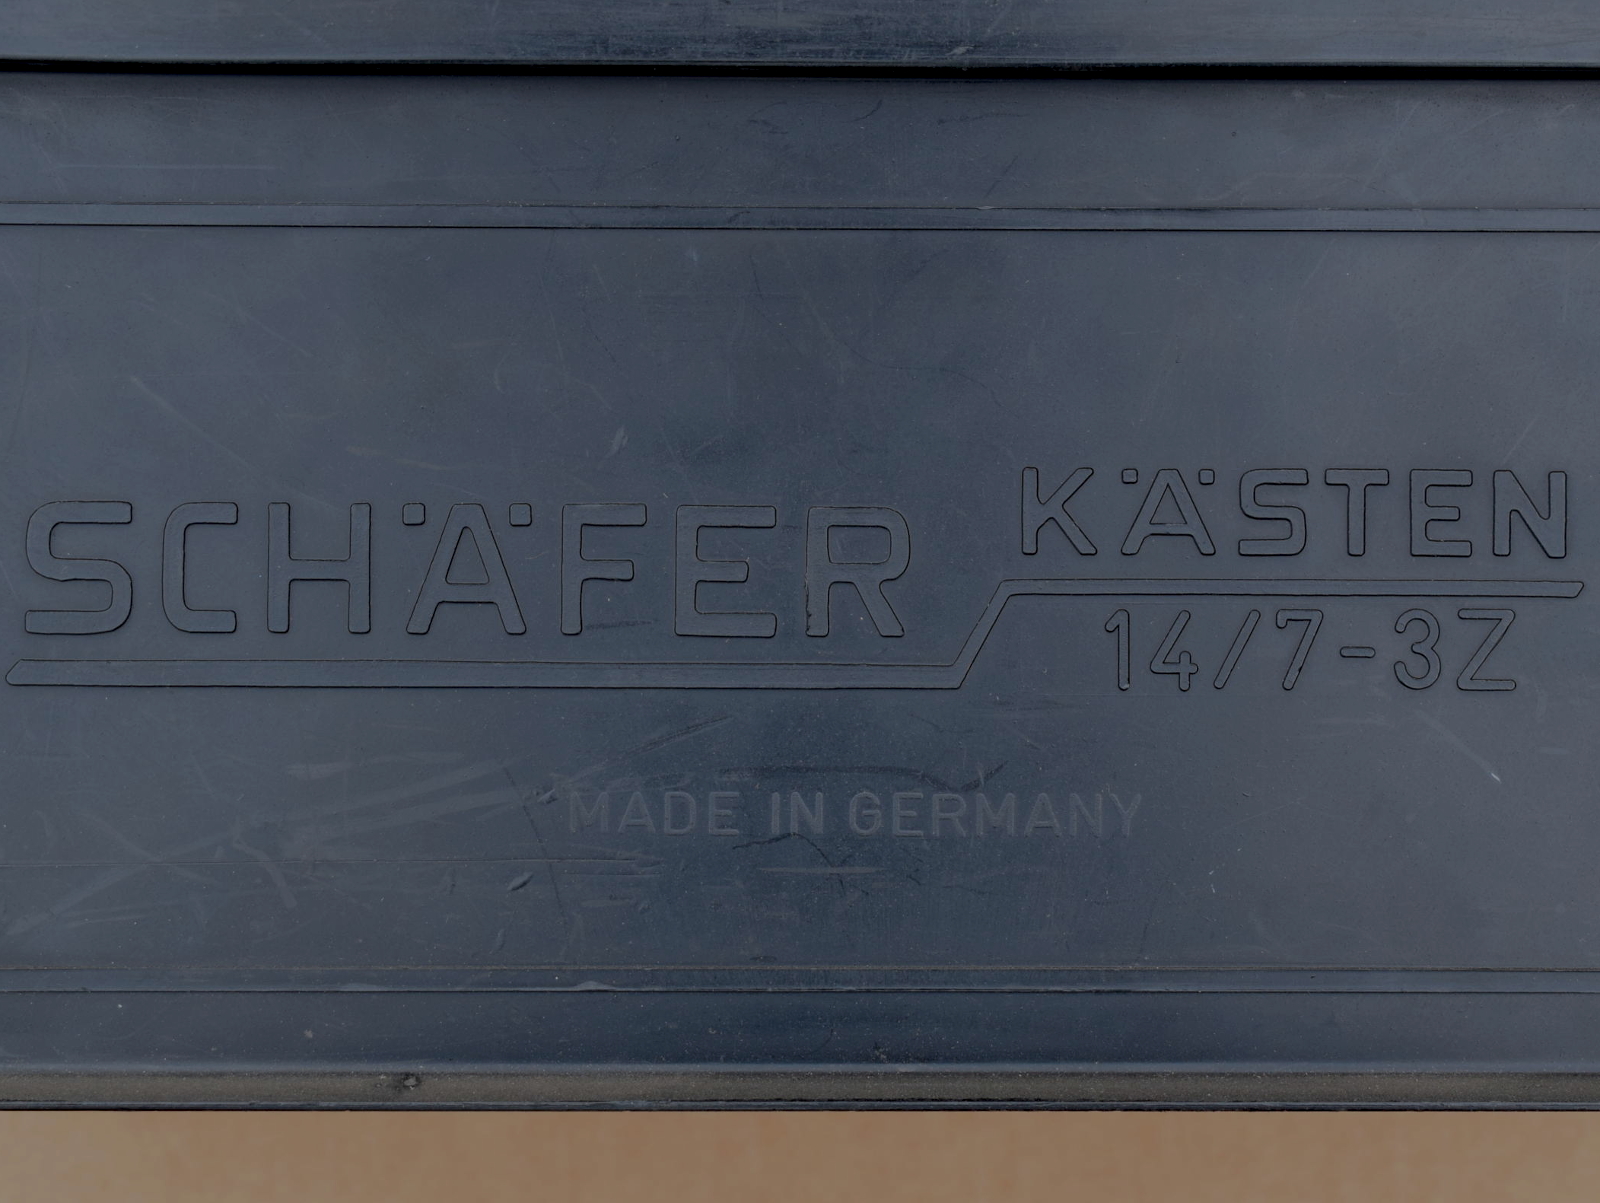 SCHÄFER KÄSTEN
14/7-3Z
MADE IN GERMANY